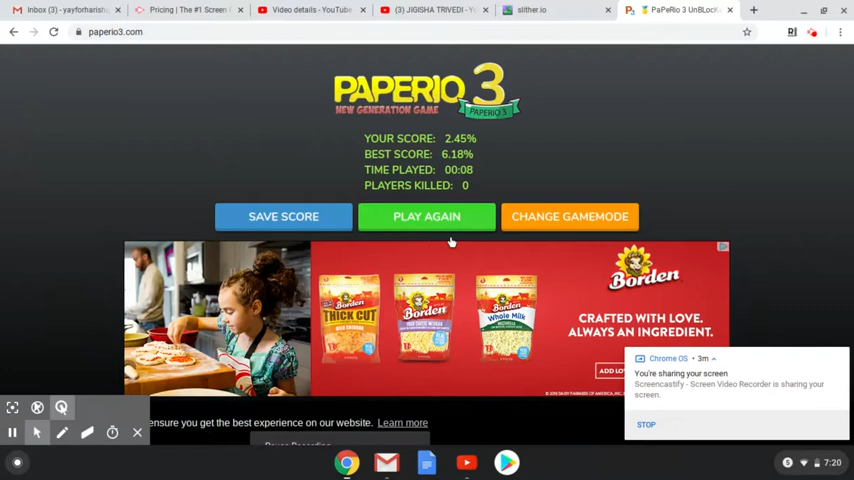 Inbox (3) - yayforharishu
Pricing | The #1 Screen R
Video details - YouTube
(3) JIGISHA TRIVEDI - Yo
slither.io
PaPeRio 3 UnBLocK
paperio3.com
PAPERIO 3
NEW GENERATION GAME
PAPERIO 3
YOUR SCORE: 2.45%
BEST SCORE: 6.18%
TIME PLAYED: 00:08
PLAYERS KILLED: 0
SAVE SCORE
PLAY AGAIN
CHANGE GAMEMODE
Borden
Borden
THICK CUT
Borden
Borden
Whole Milk
CRAFTED WITH LOVE.
ALWAYS AN INGREDIENT.
Chrome OS • 3m
You're sharing your screen
Screencastify - Screen Video Recorder is sharing your
screen.
STOP
ensure you get the best experience on our website. Learn more
7:20